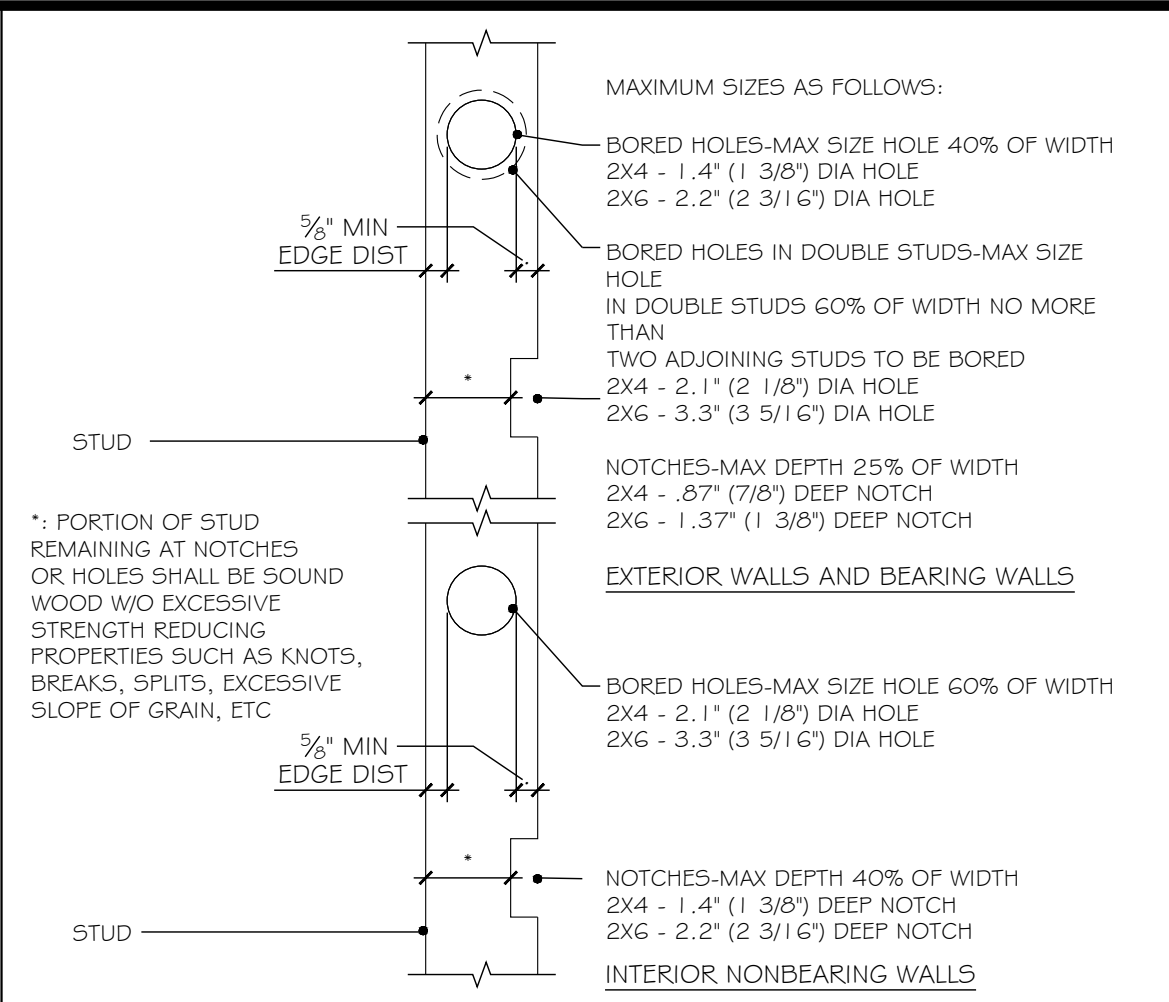 MAXIMUM SIZES AS FOLLOWS:
BORED HOLES-MAX SIZE HOLE 40% OF WIDTH
2X4 - 1.4" (1 3/8") DIA HOLE
2X6 - 2.2" (2 3/16") DIA HOLE
5/8" MIN
EDGE DIST
BORED HOLES IN DOUBLE STUDS-MAX SIZE
HOLE
IN DOUBLE STUDS 60% OF WIDTH NO MORE
THAN
TWO ADJOINING STUDS TO BE BORED
2X4 - 2.1" (2 1/8") DIA HOLE
2X6 - 3.3" (3 5/16") DIA HOLE
*
STUD
NOTCHES-MAX DEPTH 25% OF WIDTH
2X4 - .87" (7/8") DEEP NOTCH
2X6 - 1.37" (1 3/8") DEEP NOTCH
*: PORTION OF STUD
REMAINING AT NOTCHES
OR HOLES SHALL BE SOUND
WOOD W/O EXCESSIVE
STRENGTH REDUCING
PROPERTIES SUCH AS KNOTS,
BREAKS, SPLITS, EXCESSIVE
SLOPE OF GRAIN, ETC
EXTERIOR WALLS AND BEARING WALLS
BORED HOLES-MAX SIZE HOLE 60% OF WIDTH
2X4 - 2.1" (2 1/8") DIA HOLE
2X6 - 3.3" (3 5/16") DIA HOLE
5/8" MIN
EDGE DIST
*
NOTCHES-MAX DEPTH 40% OF WIDTH
2X4 - 1.4" (1 3/8") DEEP NOTCH
2X6 - 2.2" (2 3/16") DEEP NOTCH
STUD
INTERIOR NONBEARING WALLS